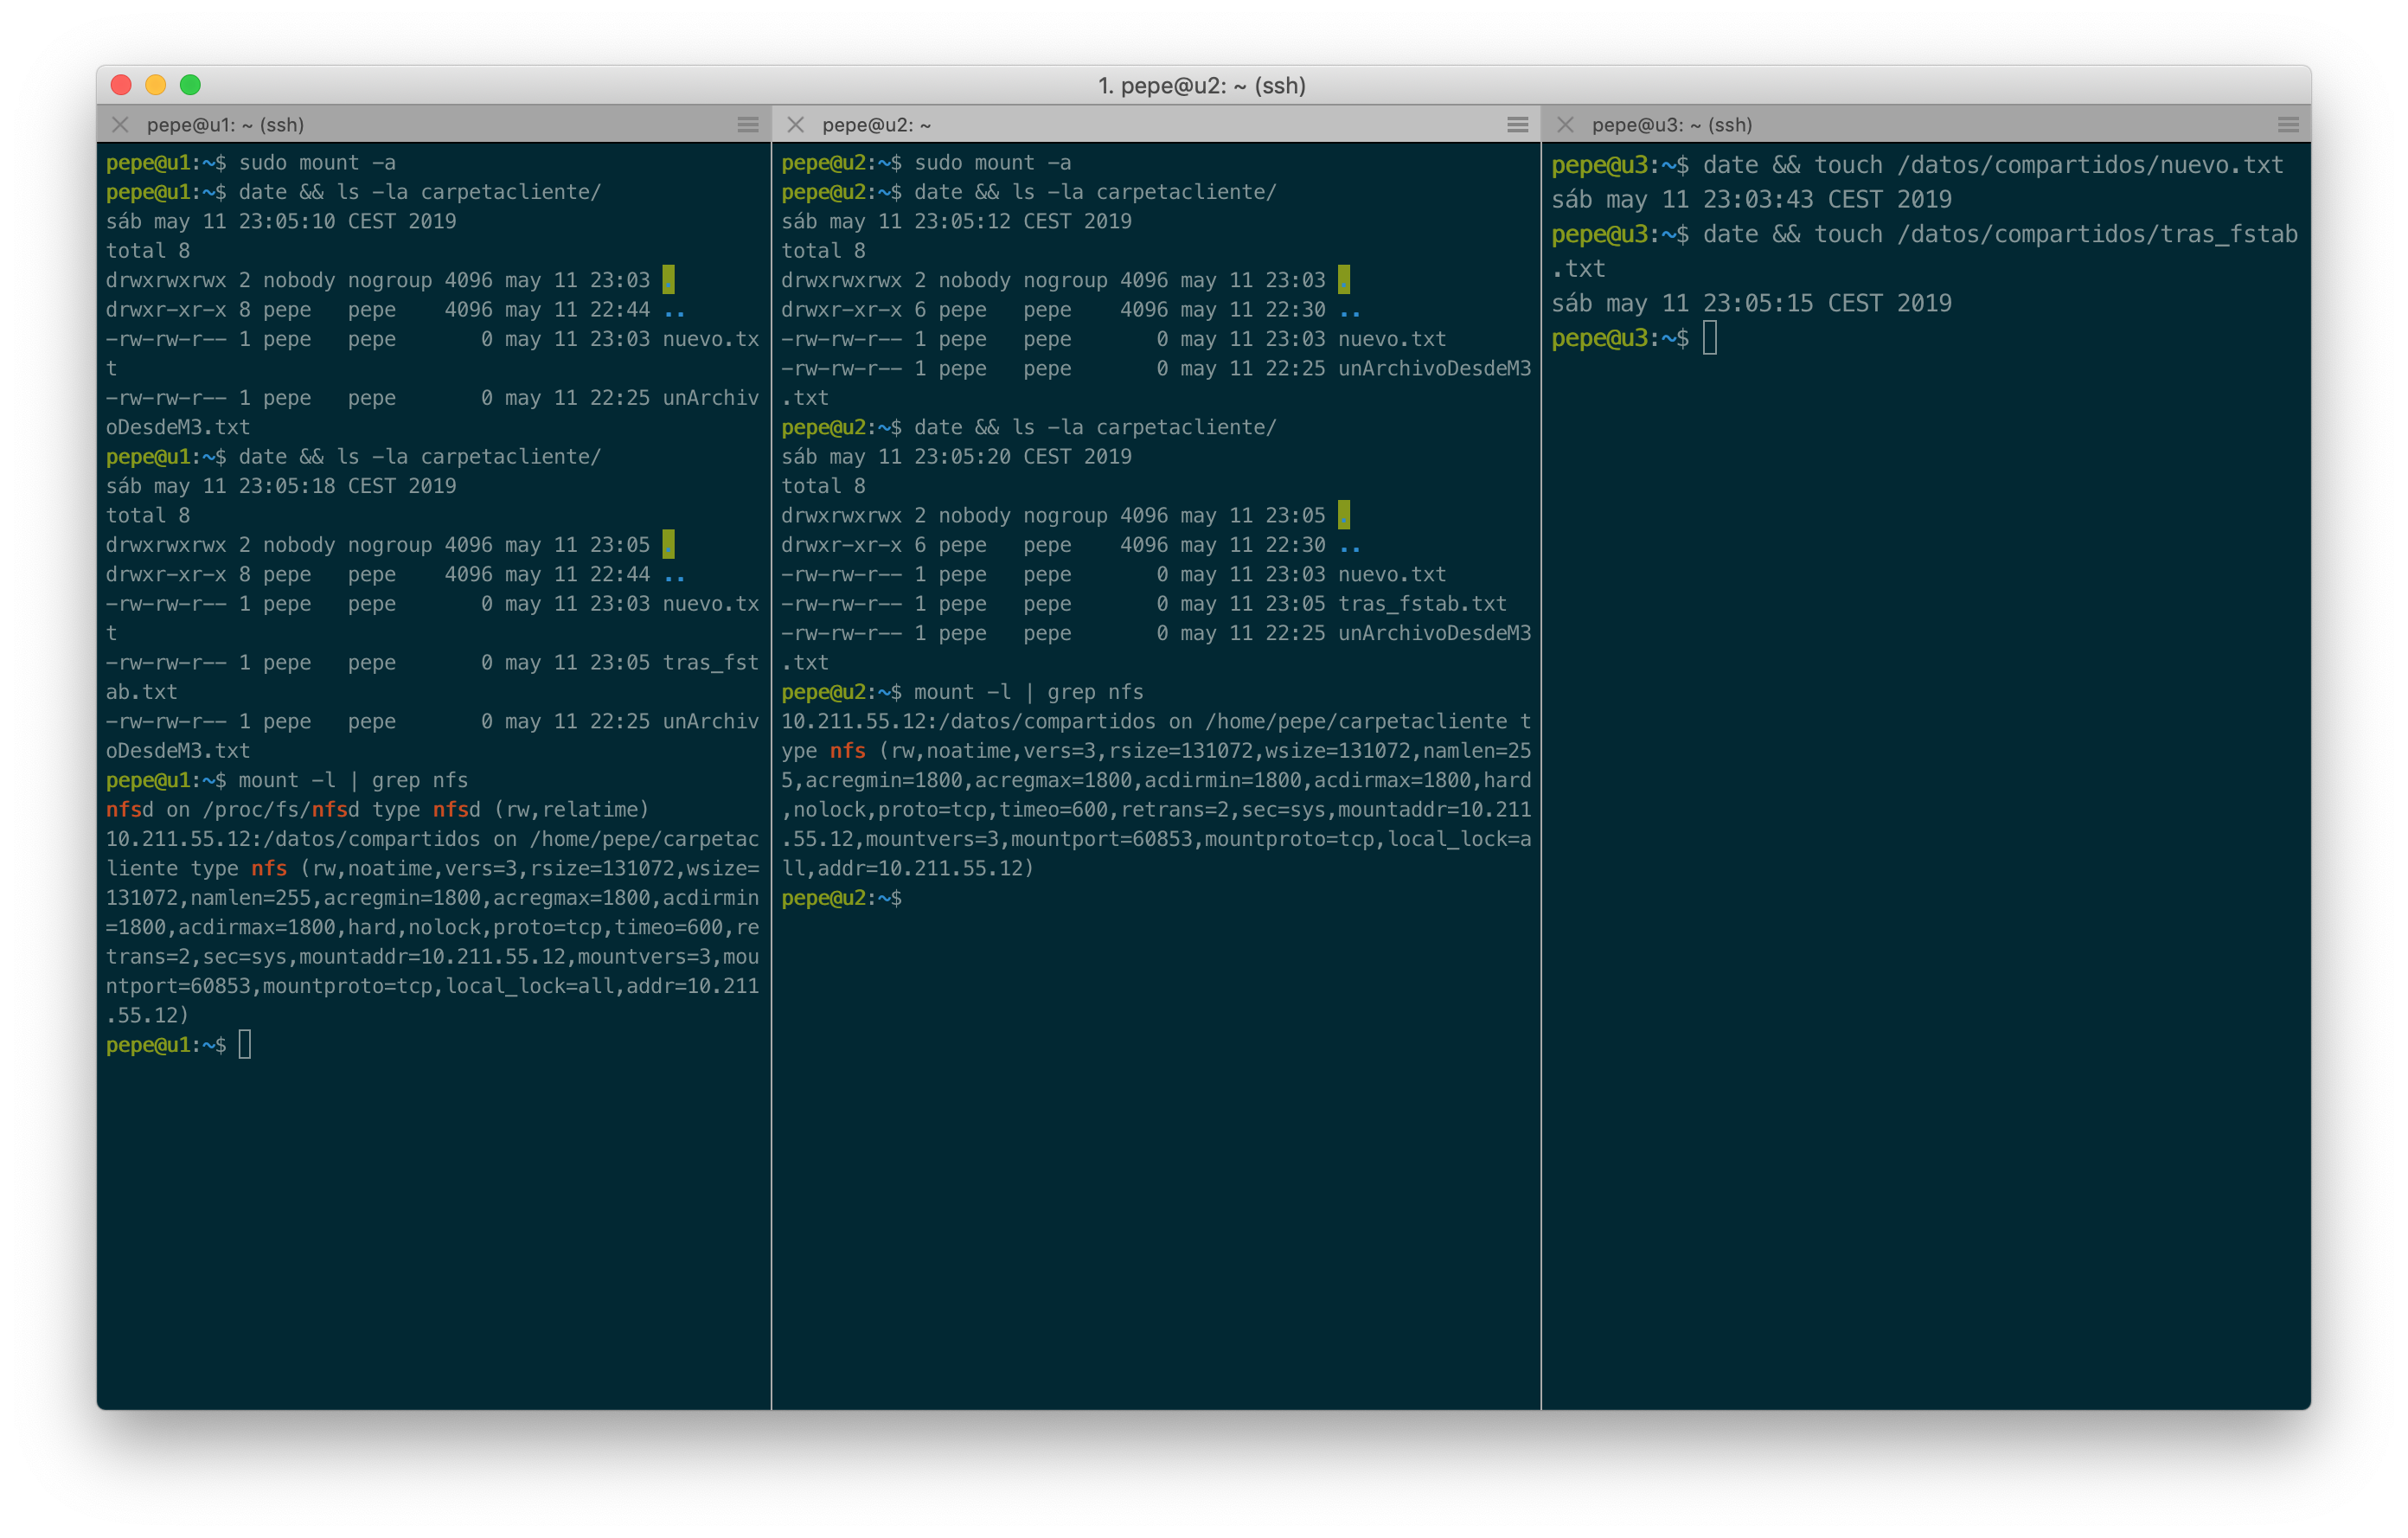 1. pepe@u2: ~ (ssh)
pepe@u1: ~ (ssh)
pepe@u1:~$ sudo mount -a
pepe@u1:~$ date && ls -la carpetacliente/
sáb may 11 23:05:10 CEST 2019
total 8
drwxrwxrwx 2 nobody nogroup 4096 may 11 23:03 .
drwxr-xr-x 8 pepe   pepe    4096 may 11 22:44 ..
-rw-rw-r-- 1 pepe   pepe       0 may 11 23:03 nuevo.tx
t
-rw-rw-r-- 1 pepe   pepe       0 may 11 22:25 unArchiv
oDesdeM3.txt
pepe@u1:~$ date && ls -la carpetacliente/
sáb may 11 23:05:18 CEST 2019
total 8
drwxrwxrwx 2 nobody nogroup 4096 may 11 23:05 .
drwxr-xr-x 8 pepe   pepe    4096 may 11 22:44 ..
-rw-rw-r-- 1 pepe   pepe       0 may 11 23:03 nuevo.tx
t
-rw-rw-r-- 1 pepe   pepe       0 may 11 23:05 tras_fst
ab.txt
-rw-rw-r-- 1 pepe   pepe       0 may 11 22:25 unArchiv
oDesdeM3.txt
pepe@u1:~$ mount -l | grep nfs
nfsd on /proc/fs/nfsd type nfsd (rw,relatime)
10.211.55.12:/datos/compartidos on /home/pepe/carpetac
liente type nfs (rw,noatime,vers=3,rsize=131072,wsize=
131072,namlen=255,acregmin=1800,acregmax=1800,acdirmin
=1800,acdirmax=1800,hard,nolock,proto=tcp,timeo=600,re
trans=2,sec=sys,mountaddr=10.211.55.12,mountvers=3,mou
ntport=60853,mountproto=tcp,local_lock=all,addr=10.211
.55.12)
pepe@u1:~$
pepe@u2: ~
pepe@u2:~$ sudo mount -a
pepe@u2:~$ date && ls -la carpetacliente/
sáb may 11 23:05:12 CEST 2019
total 8
drwxrwxrwx 2 nobody nogroup 4096 may 11 23:03 .
drwxr-xr-x 6 pepe   pepe    4096 may 11 22:30 ..
-rw-rw-r-- 1 pepe   pepe       0 may 11 23:03 nuevo.txt
-rw-rw-r-- 1 pepe   pepe       0 may 11 22:25 unArchivoDesdeM3
.txt
pepe@u2:~$ date && ls -la carpetacliente/
sáb may 11 23:05:20 CEST 2019
total 8
drwxrwxrwx 2 nobody nogroup 4096 may 11 23:05 .
drwxr-xr-x 6 pepe   pepe    4096 may 11 22:30 ..
-rw-rw-r-- 1 pepe   pepe       0 may 11 23:03 nuevo.txt
-rw-rw-r-- 1 pepe   pepe       0 may 11 23:05 tras_fstab.txt
-rw-rw-r-- 1 pepe   pepe       0 may 11 22:25 unArchivoDesdeM3
.txt
pepe@u2:~$ mount -l | grep nfs
10.211.55.12:/datos/compartidos on /home/pepe/carpetacliente t
ype nfs (rw,noatime,vers=3,rsize=131072,wsize=131072,namlen=25
5,acregmin=1800,acregmax=1800,acdirmin=1800,acdirmax=1800,hard
,nolock,proto=tcp,timeo=600,retrans=2,sec=sys,mountaddr=10.211
.55.12,mountvers=3,mountport=60853,mountproto=tcp,local_lock=a
ll,addr=10.211.55.12)
pepe@u2:~$
pepe@u3: ~ (ssh)
pepe@u3:~$ date && touch /datos/compartidos/nuevo.txt
sáb may 11 23:03:43 CEST 2019
pepe@u3:~$ date && touch /datos/compartidos/tras_fstab
.txt
sáb may 11 23:05:15 CEST 2019
pepe@u3:~$